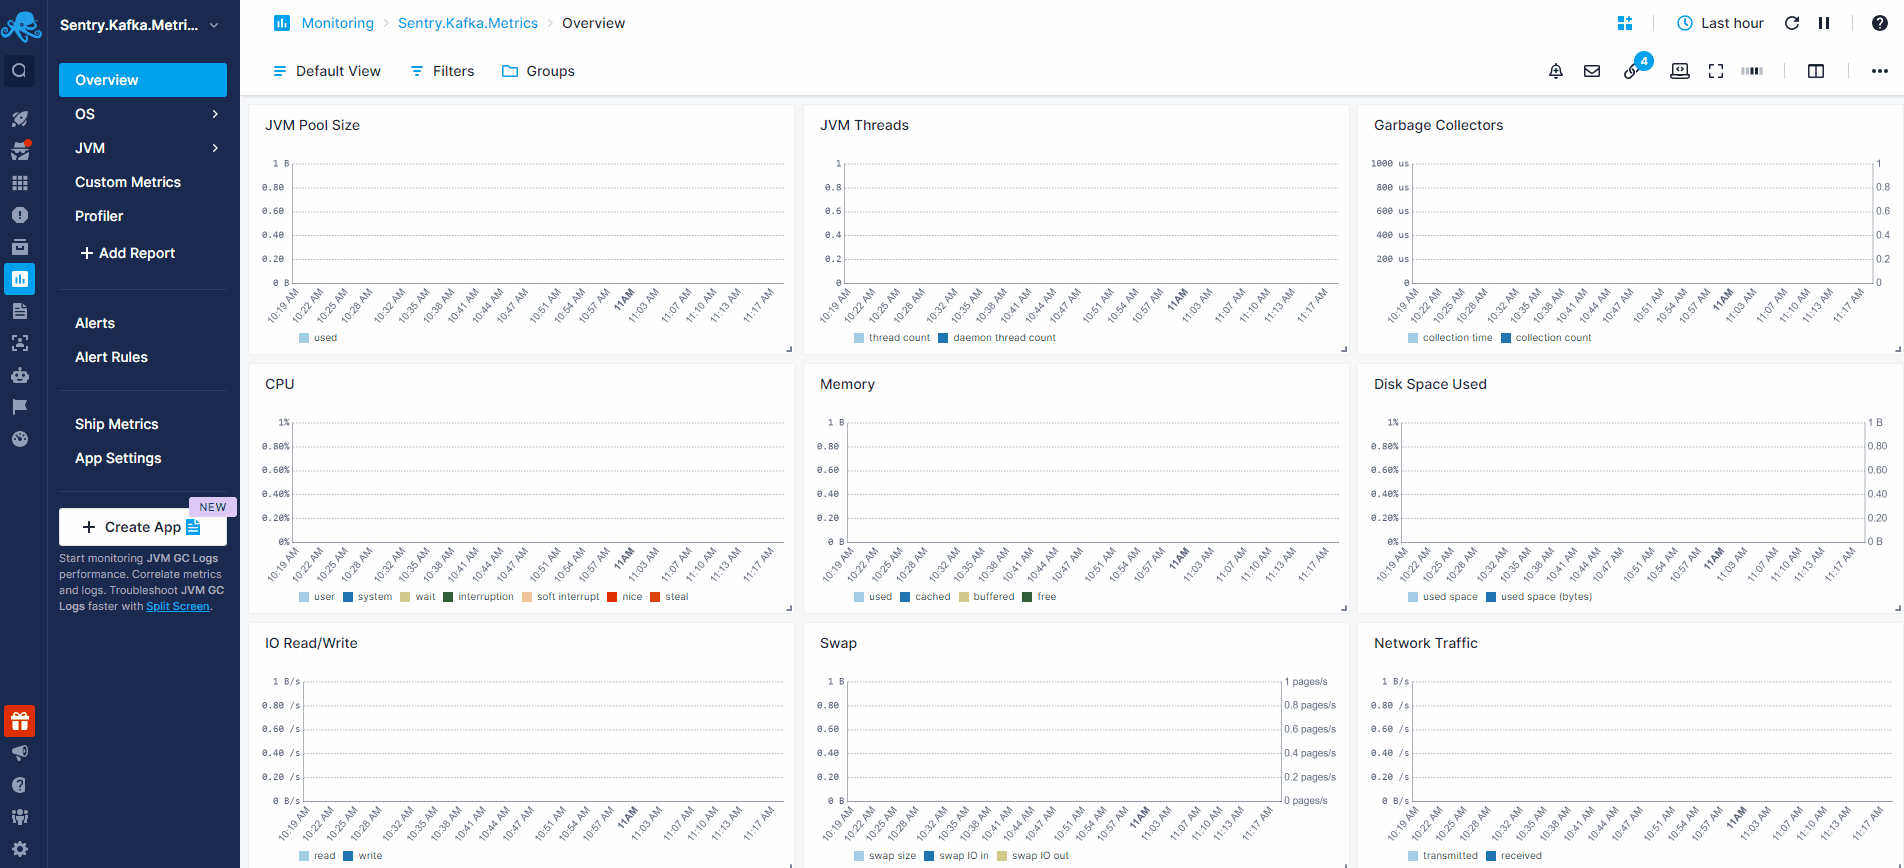 Sentry.Kafka.Metri...
Monitoring > Sentry.Kafka.Metrics > Overview
Last hour
Overview
OS
JVM
Custom Metrics
Profiler
+ Add Report
Alerts
Alert Rules
Ship Metrics
App Settings
NEW
+ Create App
Start monitoring JVM GC Logs
performance. Correlate metrics
and logs. Troubleshoot JVM GC
Logs faster with Split Screen.
Default View
Filters
Groups
4
JVM Pool Size
1 B
0.80
0.60
0.40
0.20
0 B
10:19 AM 10:22 AM 10:25 AM 10:28 AM 10:32 AM 10:35 AM 10:38 AM 10:41 AM 10:44 AM 10:47 AM 10:51 AM 10:54 AM 10:57 AM 11AM 11:03 AM 11:07 AM 11:10 AM 11:13 AM 11:17 AM
used
JVM Threads
1
0.8
0.6
0.4
0.2
0
10:19 AM 10:22 AM 10:25 AM 10:28 AM 10:32 AM 10:35 AM 10:38 AM 10:41 AM 10:44 AM 10:47 AM 10:51 AM 10:54 AM 10:57 AM 11AM 11:03 AM 11:07 AM 11:10 AM 11:13 AM 11:17 AM
thread count daemon thread count
Garbage Collectors
1000 us 1
800 us 0.8
600 us 0.6
400 us 0.4
200 us 0.2
0 0
10:19 AM 10:22 AM 10:25 AM 10:28 AM 10:32 AM 10:35 AM 10:38 AM 10:41 AM 10:44 AM 10:47 AM 10:51 AM 10:54 AM 10:57 AM 11AM 11:03 AM 11:07 AM 11:10 AM 11:13 AM 11:17 AM
collection time collection count
CPU
1%
0.80%
0.60%
0.40%
0.20%
0%
10:19 AM 10:22 AM 10:25 AM 10:28 AM 10:32 AM 10:35 AM 10:38 AM 10:41 AM 10:44 AM 10:47 AM 10:51 AM 10:54 AM 10:57 AM 11AM 11:03 AM 11:07 AM 11:10 AM 11:13 AM 11:17 AM
user system wait interruption soft interrupt nice steal
Memory
1 B
0.80
0.60
0.40
0.20
0 B
10:19 AM 10:22 AM 10:25 AM 10:28 AM 10:32 AM 10:35 AM 10:38 AM 10:41 AM 10:44 AM 10:47 AM 10:51 AM 10:54 AM 10:57 AM 11AM 11:03 AM 11:07 AM 11:10 AM 11:13 AM 11:17 AM
used cached buffered free
Disk Space Used
1% 1 B
0.80% 0.80
0.60% 0.60
0.40% 0.40
0.20% 0.20
0% 0 B
10:19 AM 10:22 AM 10:25 AM 10:28 AM 10:32 AM 10:35 AM 10:38 AM 10:41 AM 10:44 AM 10:47 AM 10:51 AM 10:54 AM 10:57 AM 11AM 11:03 AM 11:07 AM 11:10 AM 11:13 AM 11:17 AM
used space used space (bytes)
IO Read/Write
1 B/s
0.80 /s
0.60 /s
0.40 /s
0.20 /s
0 B/s
10:19 AM 10:22 AM 10:25 AM 10:28 AM 10:32 AM 10:35 AM 10:38 AM 10:41 AM 10:44 AM 10:47 AM 10:51 AM 10:54 AM 10:57 AM 11AM 11:03 AM 11:07 AM 11:10 AM 11:13 AM 11:17 AM
read write
Swap
1 B 1 pages/s
0.80 0.8 pages/s
0.60 0.6 pages/s
0.40 0.4 pages/s
0.20 0.2 pages/s
0 B 0 pages/s
10:19 AM 10:22 AM 10:25 AM 10:28 AM 10:32 AM 10:35 AM 10:38 AM 10:41 AM 10:44 AM 10:47 AM 10:51 AM 10:54 AM 10:57 AM 11AM 11:03 AM 11:07 AM 11:10 AM 11:13 AM 11:17 AM
swap size swap IO in swap IO out
Network Traffic
1 B/s
0.80 /s
0.60 /s
0.40 /s
0.20 /s
0 B/s
10:19 AM 10:22 AM 10:25 AM 10:28 AM 10:32 AM 10:35 AM 10:38 AM 10:41 AM 10:44 AM 10:47 AM 10:51 AM 10:54 AM 10:57 AM 11AM 11:03 AM 11:07 AM 11:10 AM 11:13 AM 11:17 AM
transmitted received